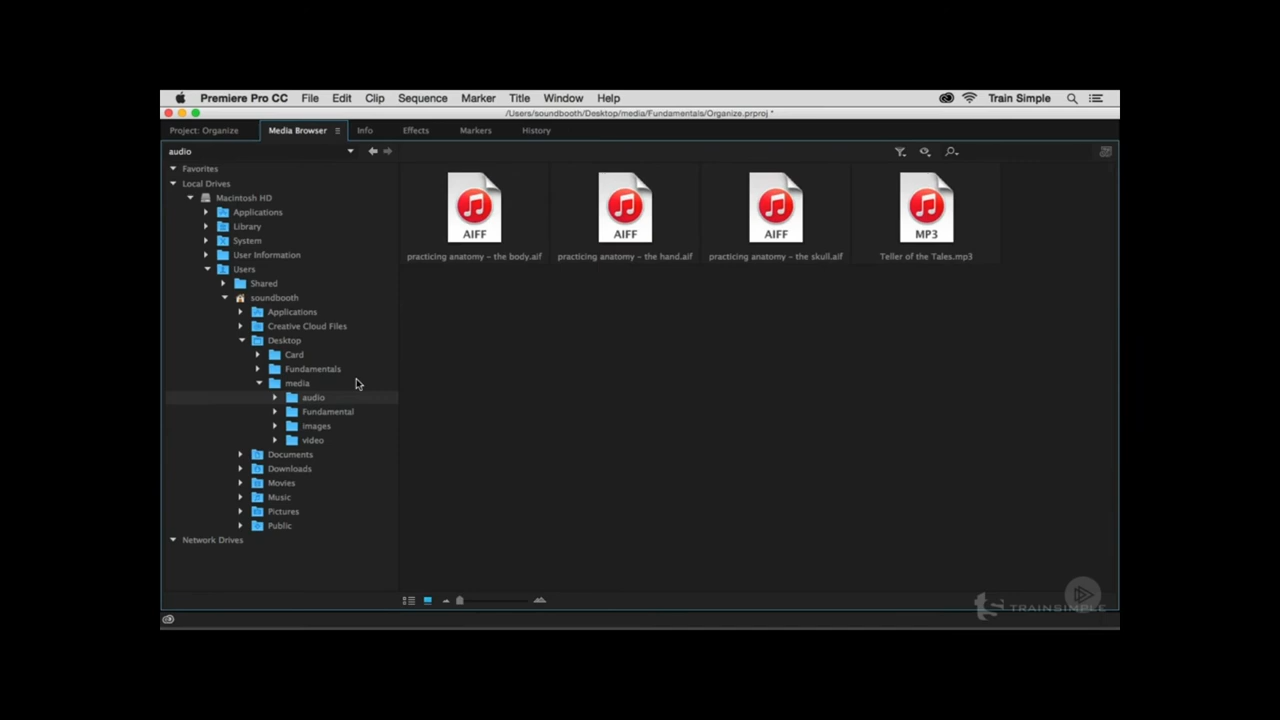 Premiere Pro CC File Edit Clip Sequence Marker Title Window Help Train Simple
/Users/soundbooth/Desktop/media/Fundamentals/Organize.prproj *
Project: Organize Media Browser Info Effects Markers History
audio
Favorites
Local Drives
Macintosh HD
Applications
Library
System
User Information
Users
Shared
soundbooth
Applications
Creative Cloud Files
Desktop
Card
Fundamentals
media
audio
Fundamental
images
video
Documents
Downloads
Movies
Music
Pictures
Public
Network Drives
AIFF AIFF AIFF MP3
practicing anatomy - the body.aif practicing anatomy - the hand.aif practicing anatomy - the skull.aif Teller of the Tales.mp3
ts TRAINSIMPLE